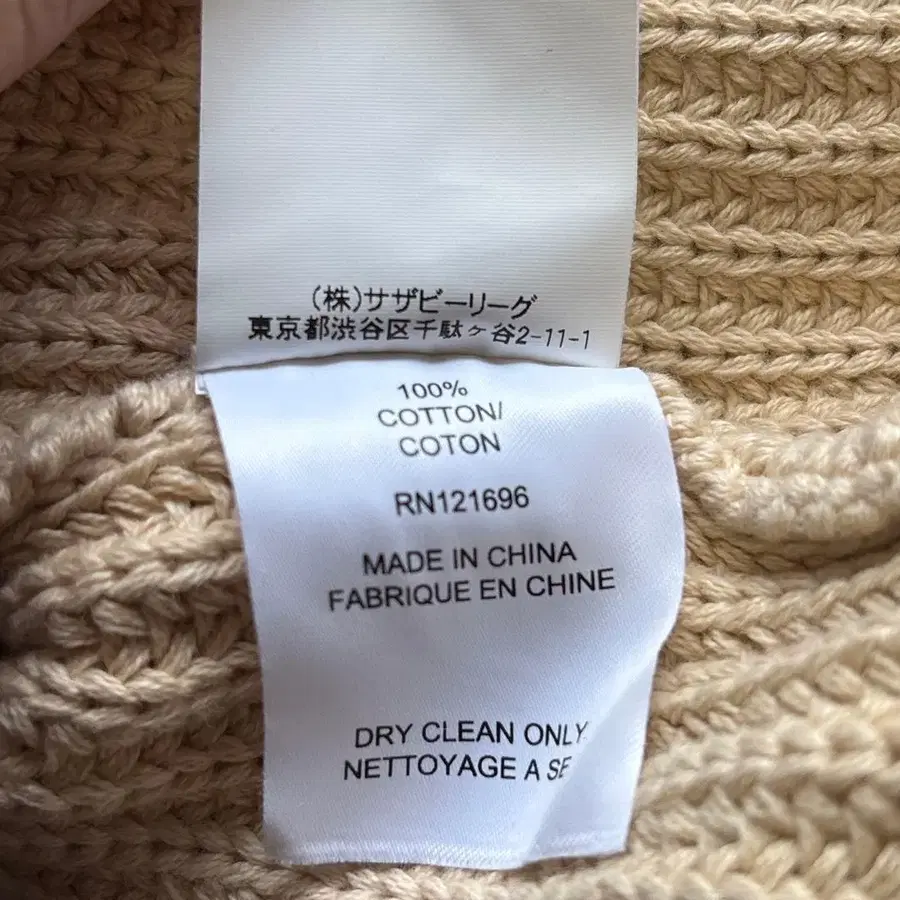 (株)サザビーリーグ
東京都渋谷区千駄ヶ谷2-11-1
100%
COTTON/
COTON
RN121696
MADE IN CHINA
FABRIQUE EN CHINE
DRY CLEAN ONLY
NETTOYAGE A SE